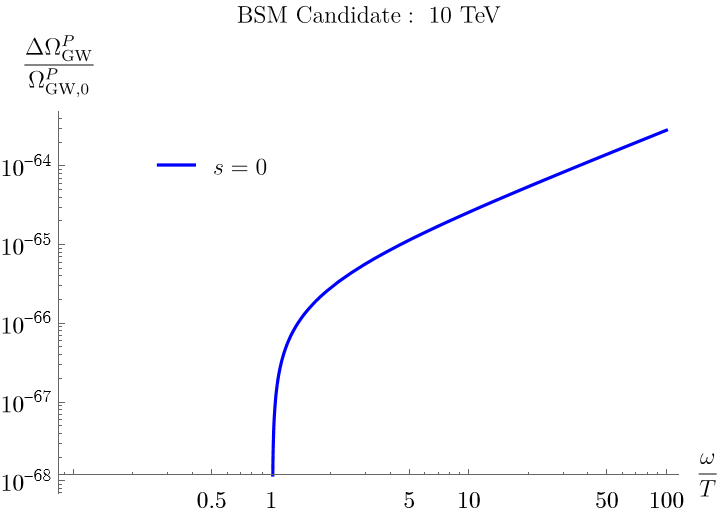 BSM Candidate : 10 TeV
ΔΩ^P_GW
Ω^P_GW,0
s = 0
10^−64
10^−65
10^−66
10^−67
10^−68
0.5 1 5 10 50 100
ω
T